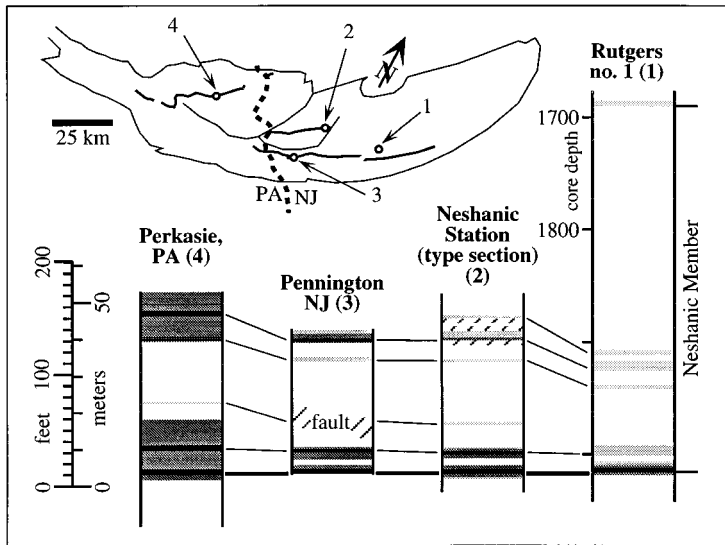 4
2
N
1
25 km
PA
NJ
3
Rutgers
no. 1 (1)
1700
core depth
1800
Neshanic Member
Neshanic
Station
(type section)
(2)
Perkasie,
PA (4)
Pennington
NJ (3)
200
100
0
feet
50
0
meters
fault